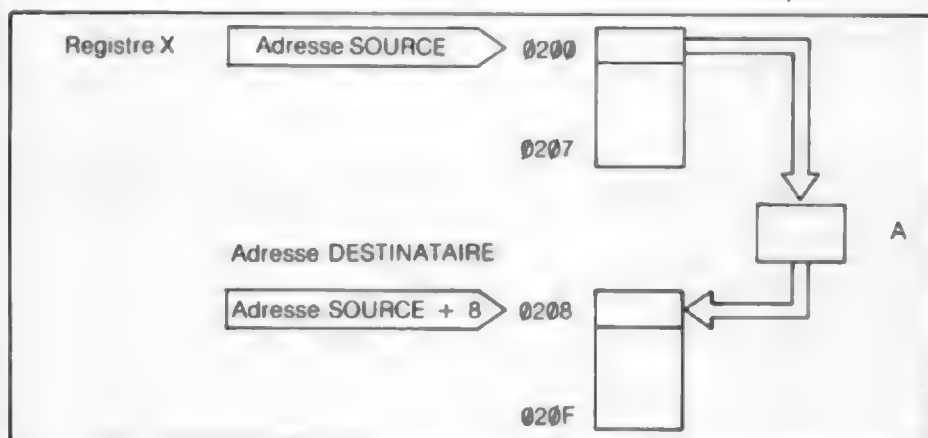 Registre X
Adresse SOURCE
0200
0207
A
Adresse DESTINATAIRE
Adresse SOURCE + 8
0208
020F